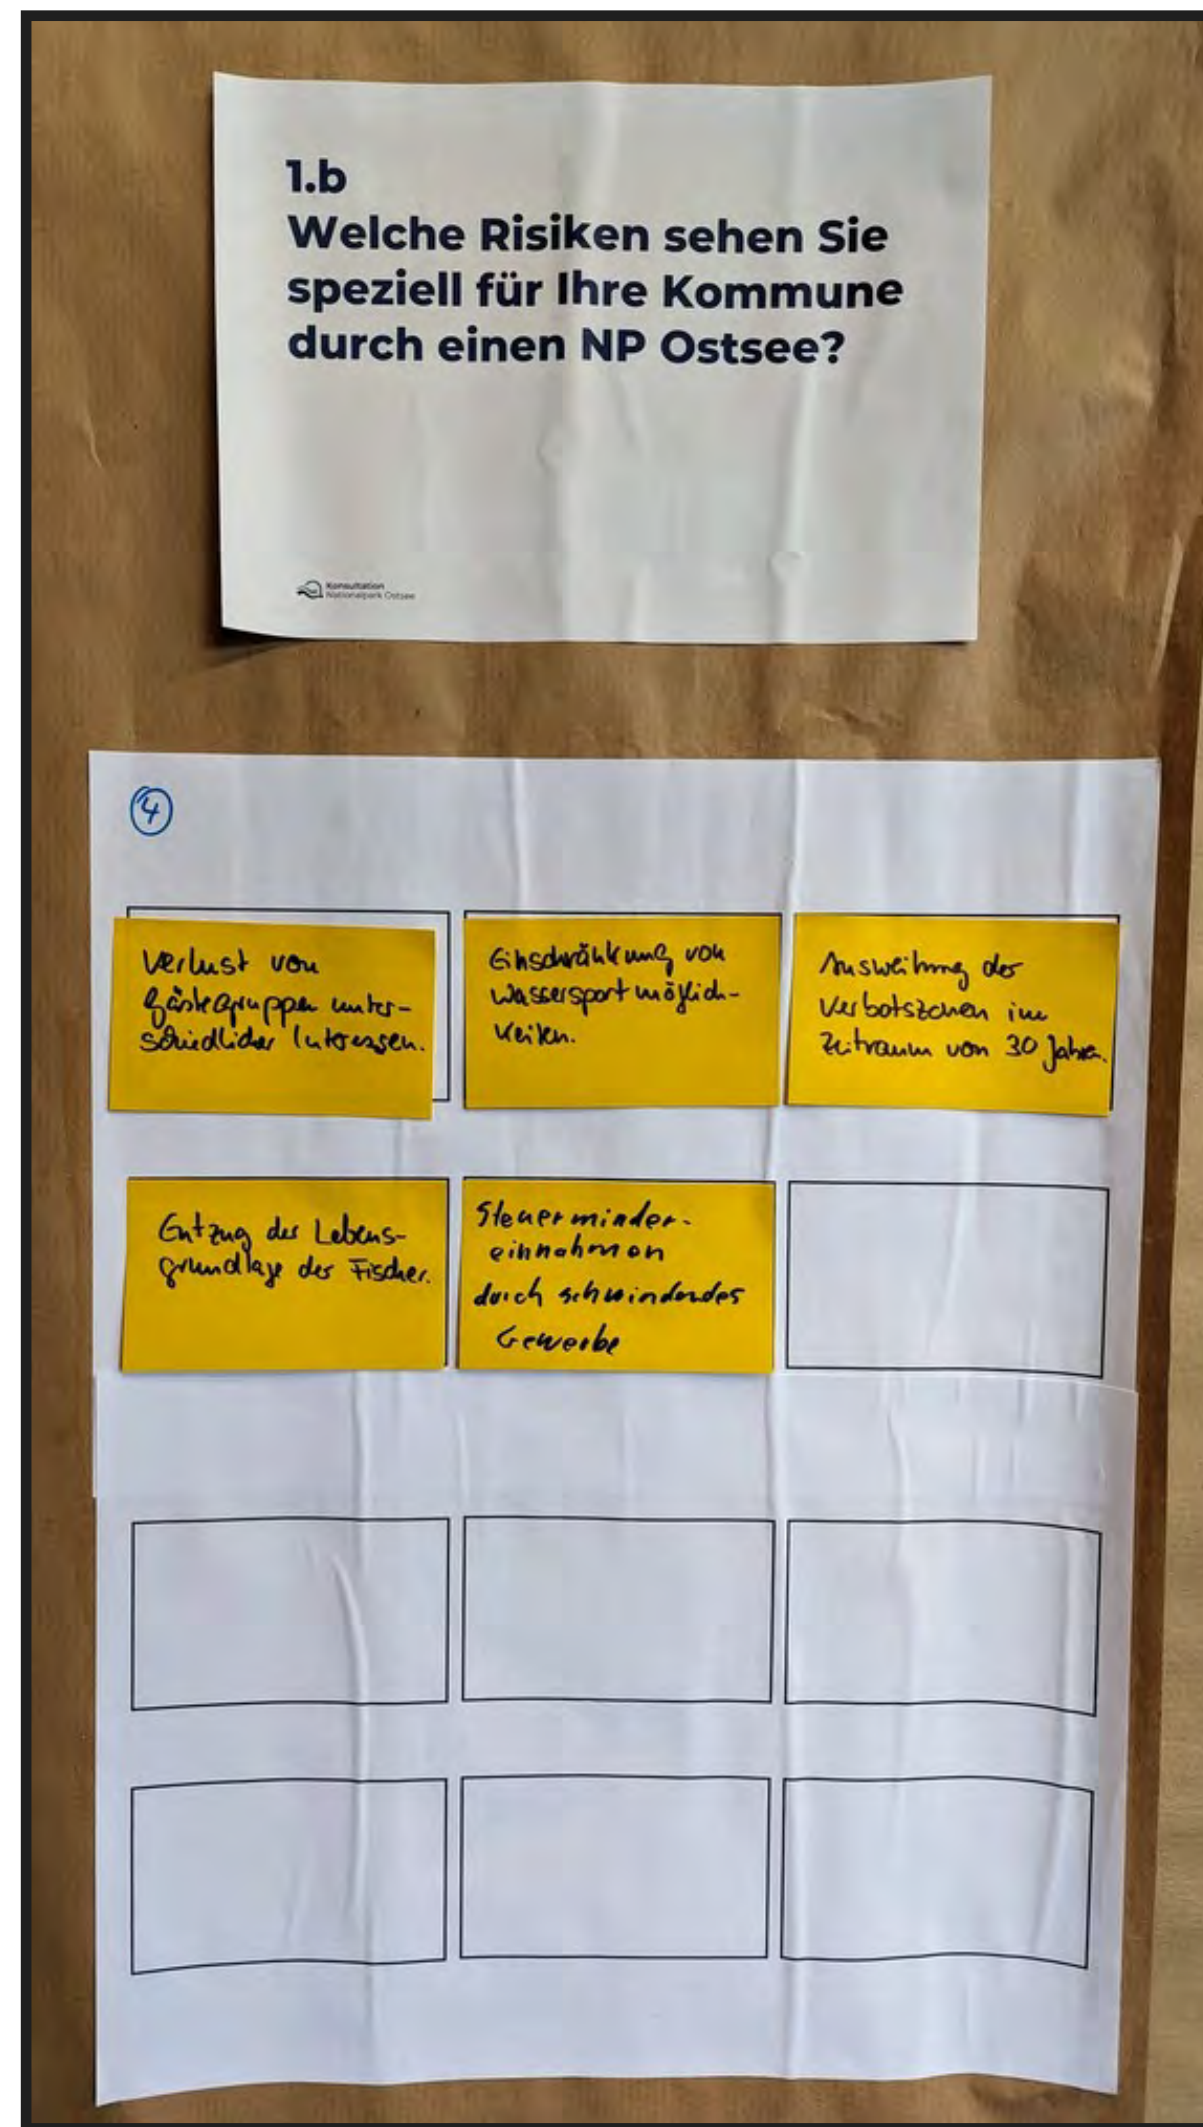 1.b
Welche Risiken sehen Sie
speziell für Ihre Kommune
durch einen NP Ostsee?
Konsultation
Nationalpark Ostsee
4
Verlust von
Gästegruppen unter-
schiedlicher Interessen.
Einschränkung von
Wassersportmöglich-
keiten.
Ausweitung der
Verbotszonen im
Zeitraum von 30 Jahren.
Entzug der Lebens-
grundlage der Fischer.
Steuerminder-
einnahmen
durch schwindendes
Gewerbe